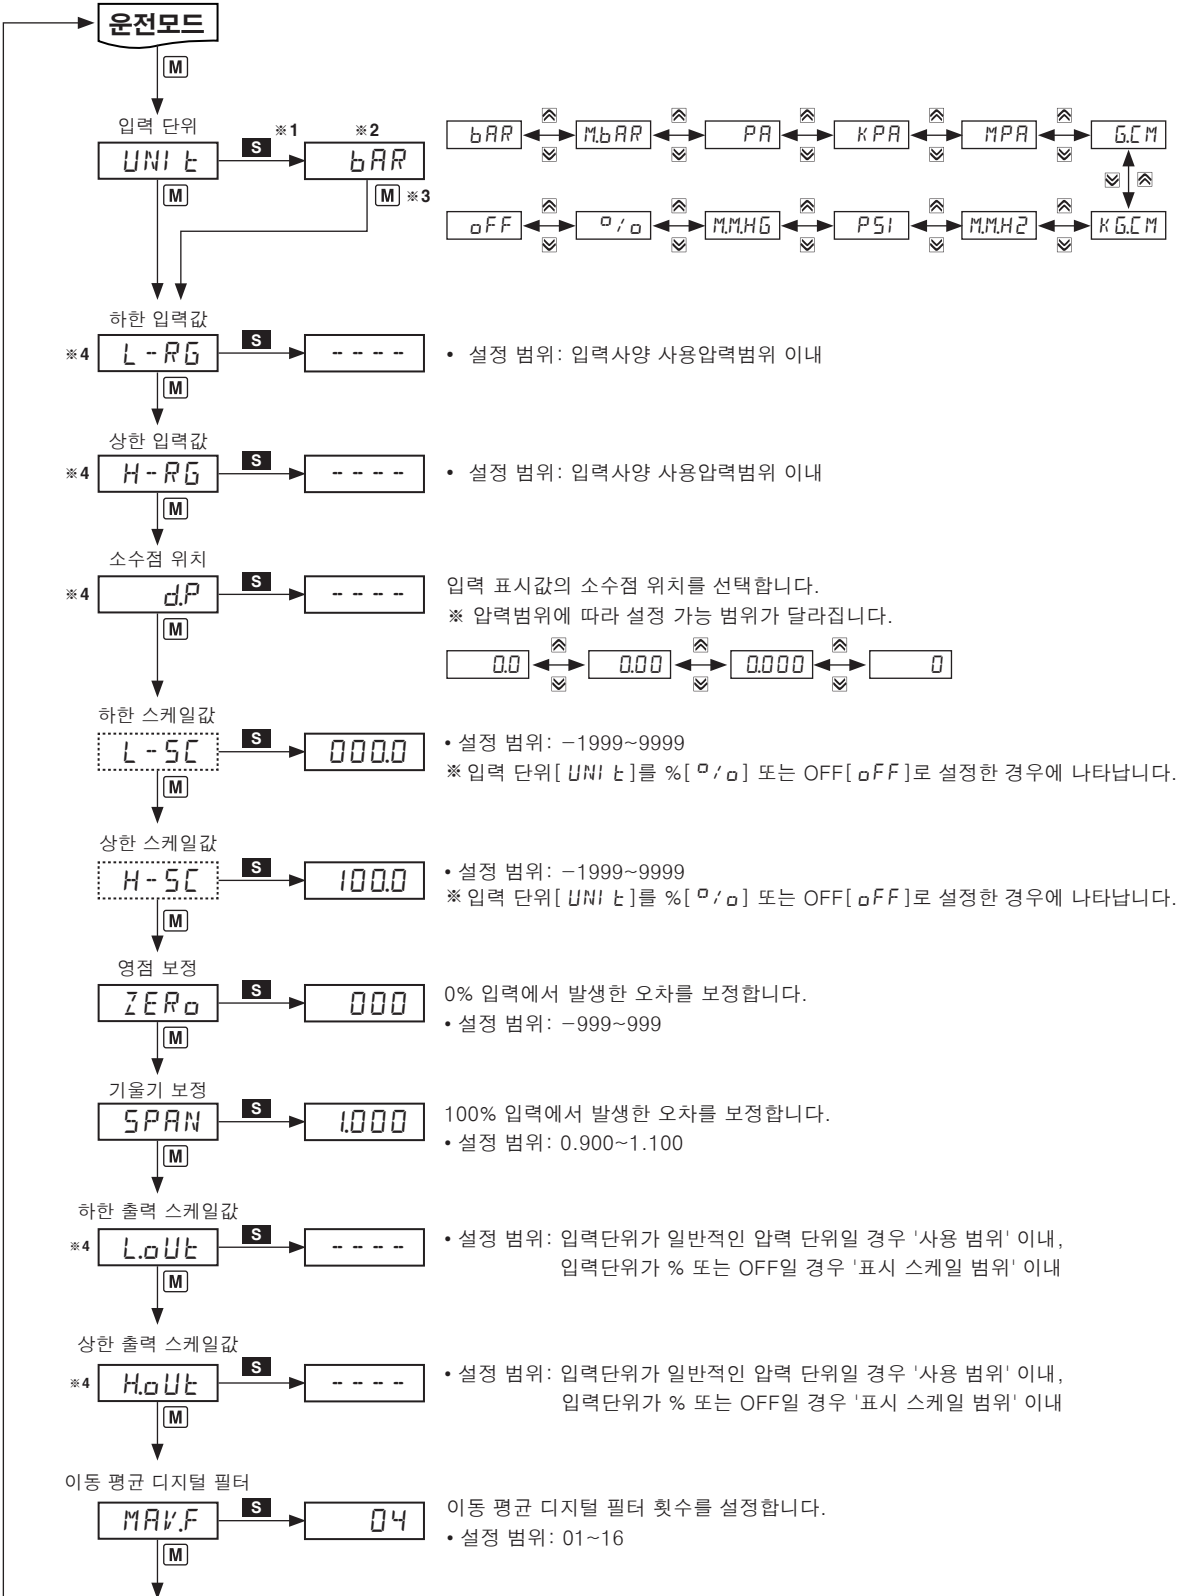 운전모드
M
입력 단위
UNIt
S
※1
※2
bAR
M
M ※3
bAR
M.bAR
PA
KPA
MPA
G.CM
oFF
%
M.M.HG
PSI
M.M.H2
KG.CM
하한 입력값
※4
L-RG
S
----
• 설정 범위: 입력사양 사용압력범위 이내
M
상한 입력값
※4
H-RG
S
----
• 설정 범위: 입력사양 사용압력범위 이내
M
소수점 위치
※4
d.P
S
----
입력 표시값의 소수점 위치를 선택합니다.
※ 압력범위에 따라 설정 가능 범위가 달라집니다.
M
0.0
0.00
0.000
0
하한 스케일값
L-SC
S
000.0
• 설정 범위: -1999~9999
※ 입력 단위[UNIt]를 %[%] 또는 OFF[oFF]로 설정한 경우에 나타납니다.
M
상한 스케일값
H-SC
S
100.0
• 설정 범위: -1999~9999
※ 입력 단위[UNIt]를 %[%] 또는 OFF[oFF]로 설정한 경우에 나타납니다.
M
영점 보정
ZERo
S
000
0% 입력에서 발생한 오차를 보정합니다.
• 설정 범위: -999~999
M
기울기 보정
SPAN
S
1.000
100% 입력에서 발생한 오차를 보정합니다.
• 설정 범위: 0.900~1.100
M
하한 출력 스케일값
※4
L.oUt
S
----
• 설정 범위: 입력단위가 일반적인 압력 단위일 경우 '사용 범위' 이내,
입력단위가 % 또는 OFF일 경우 '표시 스케일 범위' 이내
M
상한 출력 스케일값
※4
H.oUt
S
----
• 설정 범위: 입력단위가 일반적인 압력 단위일 경우 '사용 범위' 이내,
입력단위가 % 또는 OFF일 경우 '표시 스케일 범위' 이내
M
이동 평균 디지털 필터
MAV.F
S
04
이동 평균 디지털 필터 횟수를 설정합니다.
• 설정 범위: 01~16
M